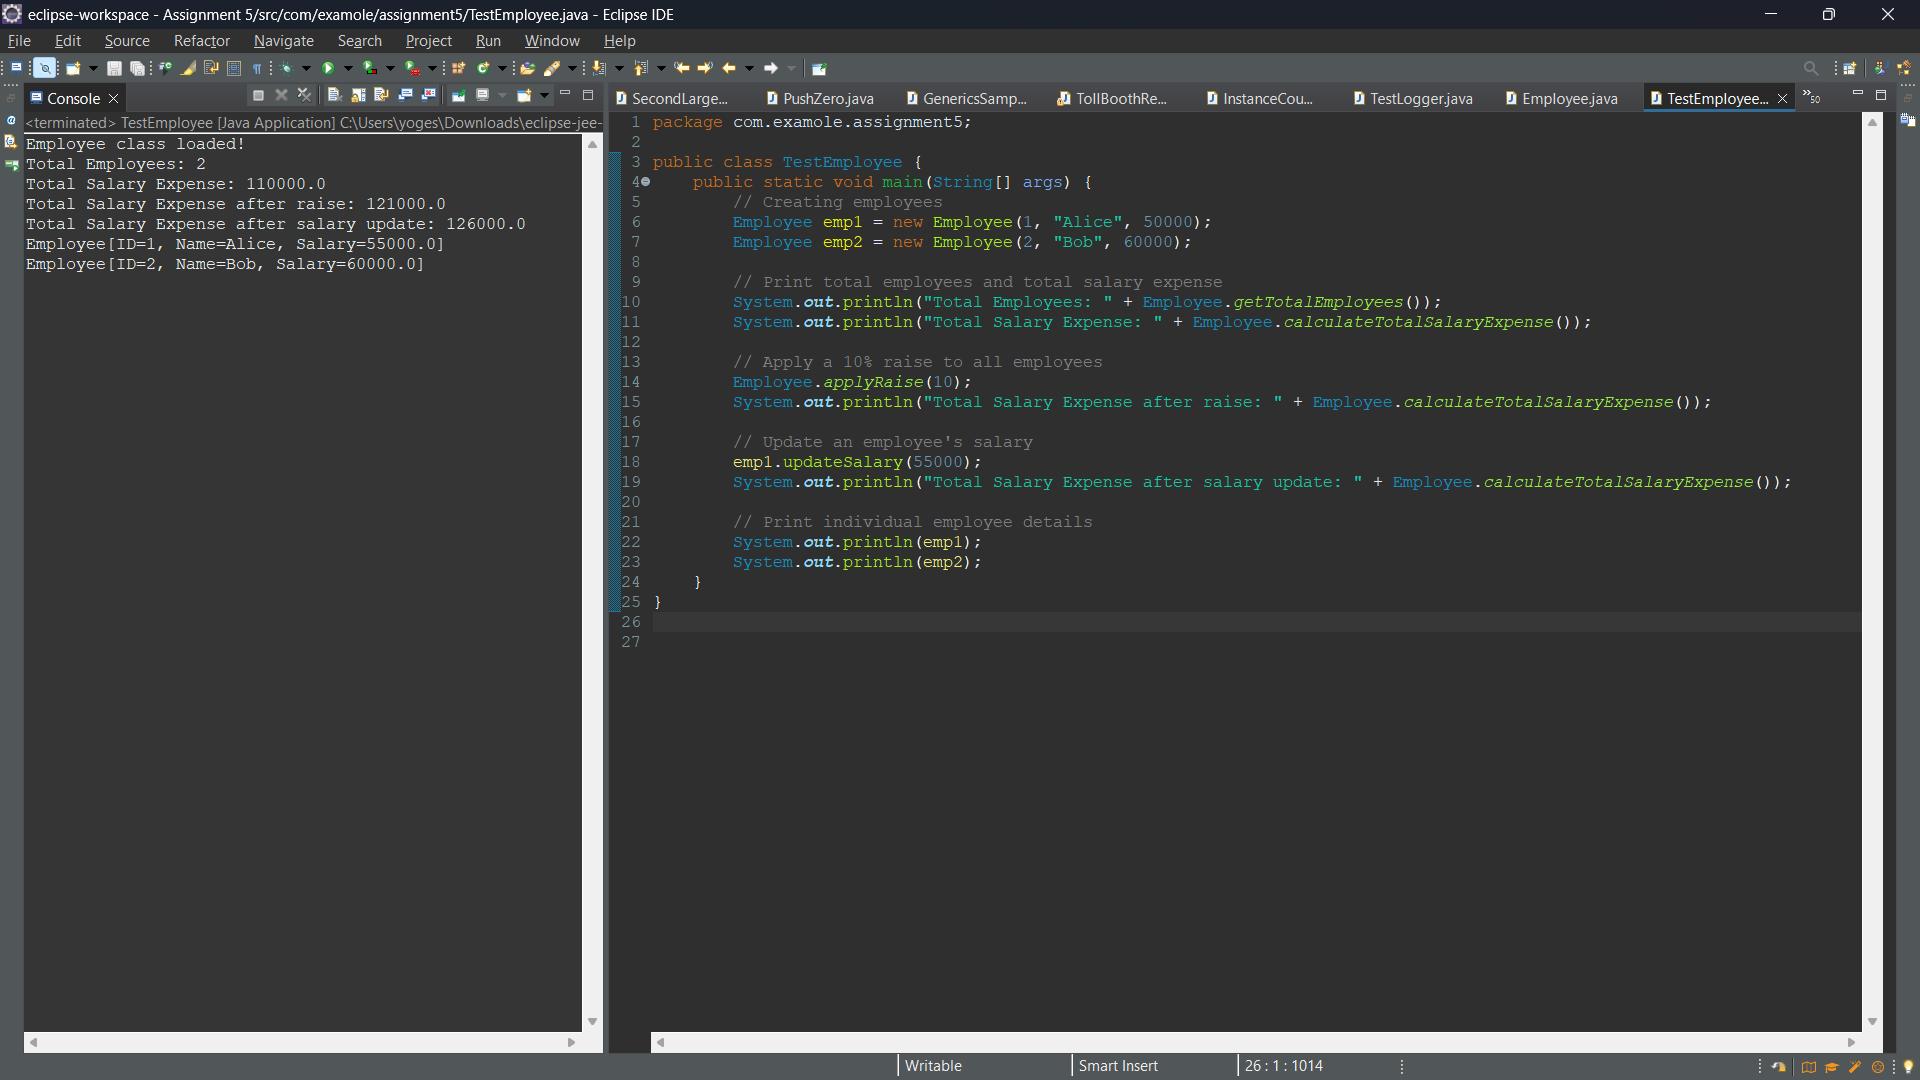 eclipse-workspace - Assignment 5/src/com/examole/assignment5/TestEmployee.java - Eclipse IDE
File Edit Source Refactor Navigate Search Project Run Window Help
Console
<terminated> TestEmployee [Java Application] C:\Users\yoges\Downloads\eclipse-jee-
Employee class loaded!
Total Employees: 2
Total Salary Expense: 110000.0
Total Salary Expense after raise: 121000.0
Total Salary Expense after salary update: 126000.0
Employee[ID=1, Name=Alice, Salary=55000.0]
Employee[ID=2, Name=Bob, Salary=60000.0]
SecondLarge... PushZero.java GenericsSamp... TollBoothRe... InstanceCou... TestLogger.java Employee.java TestEmployee... »50
1 package com.examole.assignment5;
2
3 public class TestEmployee {
4     public static void main(String[] args) {
5         // Creating employees
6         Employee emp1 = new Employee(1, "Alice", 50000);
7         Employee emp2 = new Employee(2, "Bob", 60000);
8
9         // Print total employees and total salary expense
10         System.out.println("Total Employees: " + Employee.getTotalEmployees());
11         System.out.println("Total Salary Expense: " + Employee.calculateTotalSalaryExpense());
12
13         // Apply a 10% raise to all employees
14         Employee.applyRaise(10);
15         System.out.println("Total Salary Expense after raise: " + Employee.calculateTotalSalaryExpense());
16
17         // Update an employee's salary
18         emp1.updateSalary(55000);
19         System.out.println("Total Salary Expense after salary update: " + Employee.calculateTotalSalaryExpense());
20
21         // Print individual employee details
22         System.out.println(emp1);
23         System.out.println(emp2);
24     }
25 }
26
27
Writable Smart Insert 26 : 1 : 1014